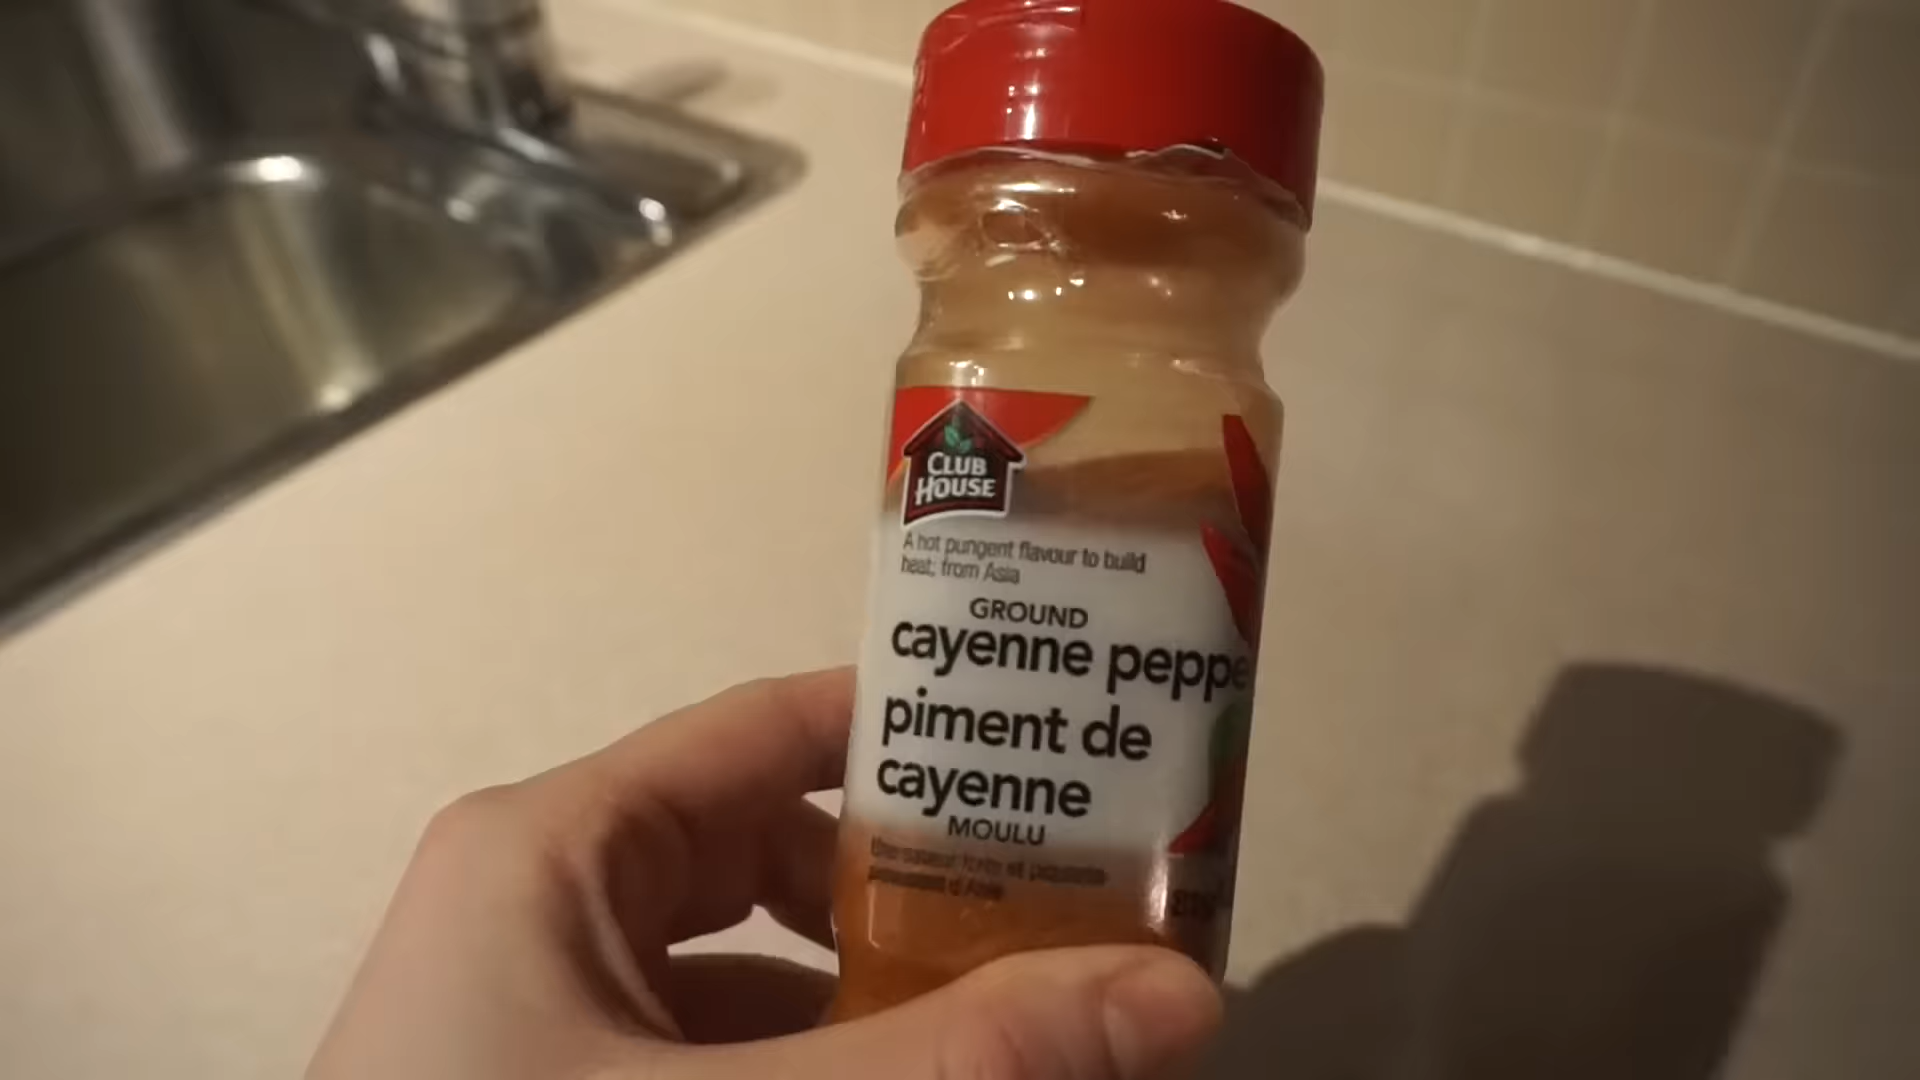 CLUB
HOUSE
A hot pungent flavour to build
heat; from Asia
GROUND
cayenne peppe
piment de
cayenne
MOULU